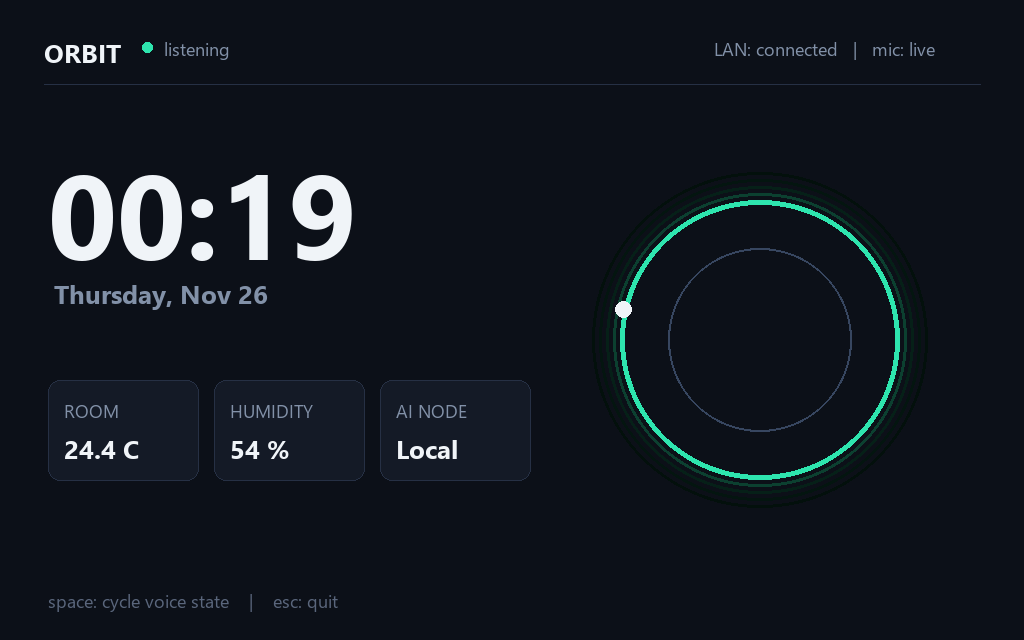 ORBIT listening LAN: connected | mic: live
00:19
Thursday, Nov 26
ROOM HUMIDITY AI NODE
24.4 C 54 % Local
space: cycle voice state | esc: quit